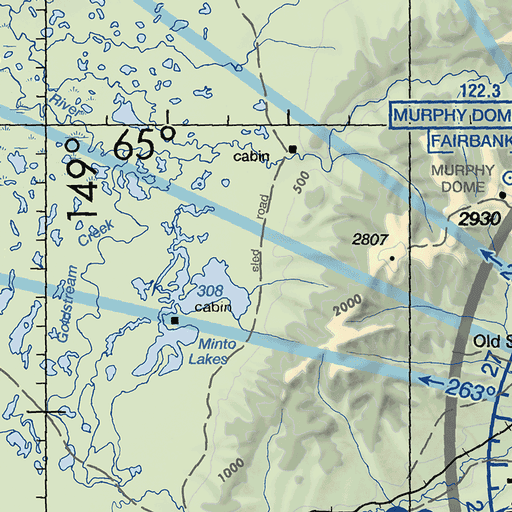 122.3
MURPHY DOM
FAIRBANK
River
65°
149°
cabin
500
MURPHY
DOME
2930
sled road
2807
Creek
308
cabin
2000
Goldstream
Minto
Lakes
Old S
27
263°
1000